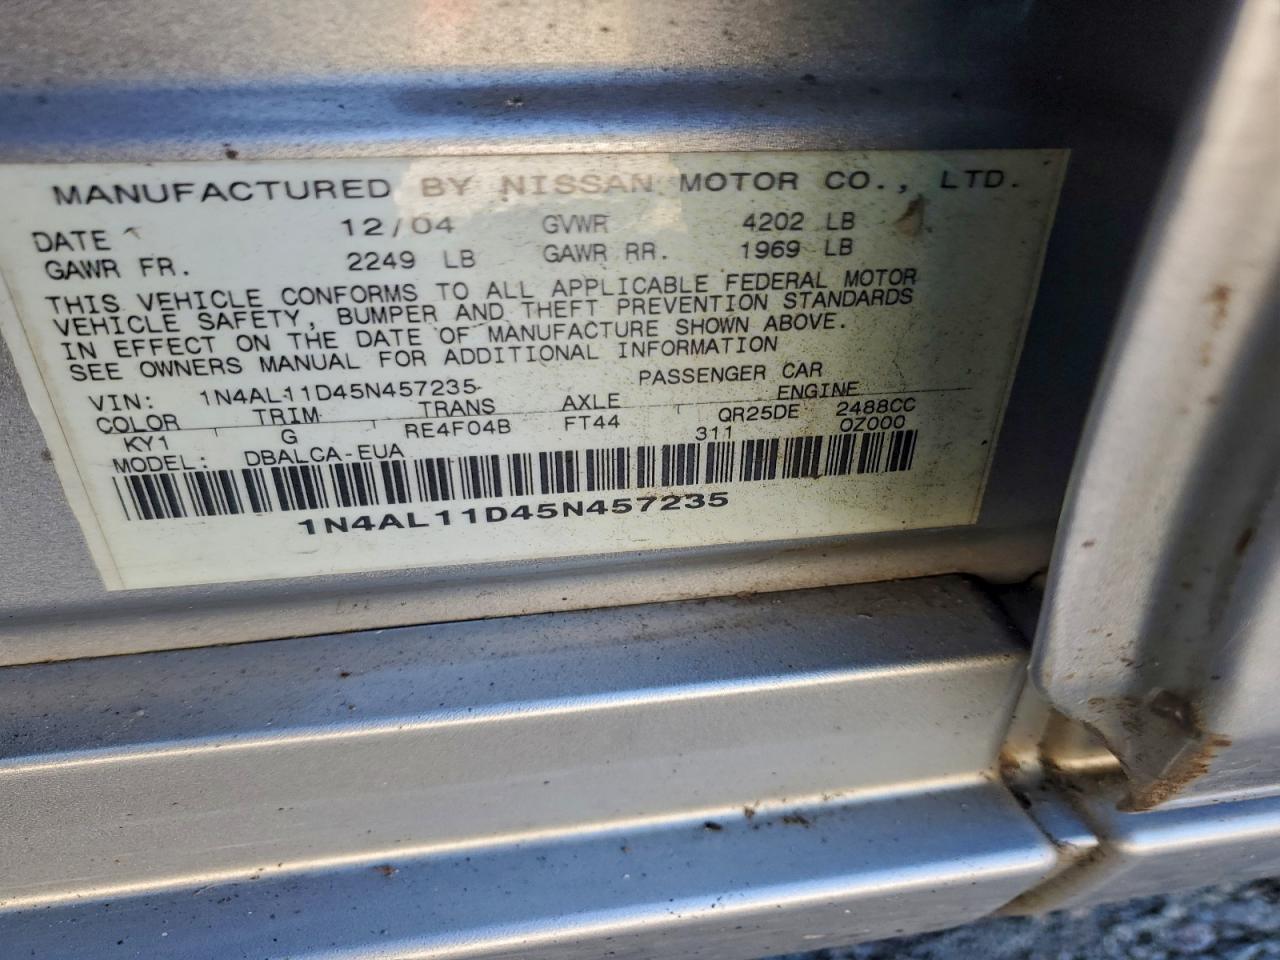 MANUFACTURED BY NISSAN MOTOR CO., LTD.
DATE 12/04 GVWR 4202 LB
GAWR FR. 2249 LB GAWR RR. 1969 LB
THIS VEHICLE CONFORMS TO ALL APPLICABLE FEDERAL MOTOR
VEHICLE SAFETY, BUMPER AND THEFT PREVENTION STANDARDS
IN EFFECT ON THE DATE OF MANUFACTURE SHOWN ABOVE.
SEE OWNERS MANUAL FOR ADDITIONAL INFORMATION
VIN: 1N4AL11D45N457235 PASSENGER CAR
COLOR TRIM TRANS AXLE ENGINE
KY1 G RE4F04B FT44 QR25DE 2488CC
MODEL: DBALCA-EUA 311 0Z000
1N4AL11D45N457235